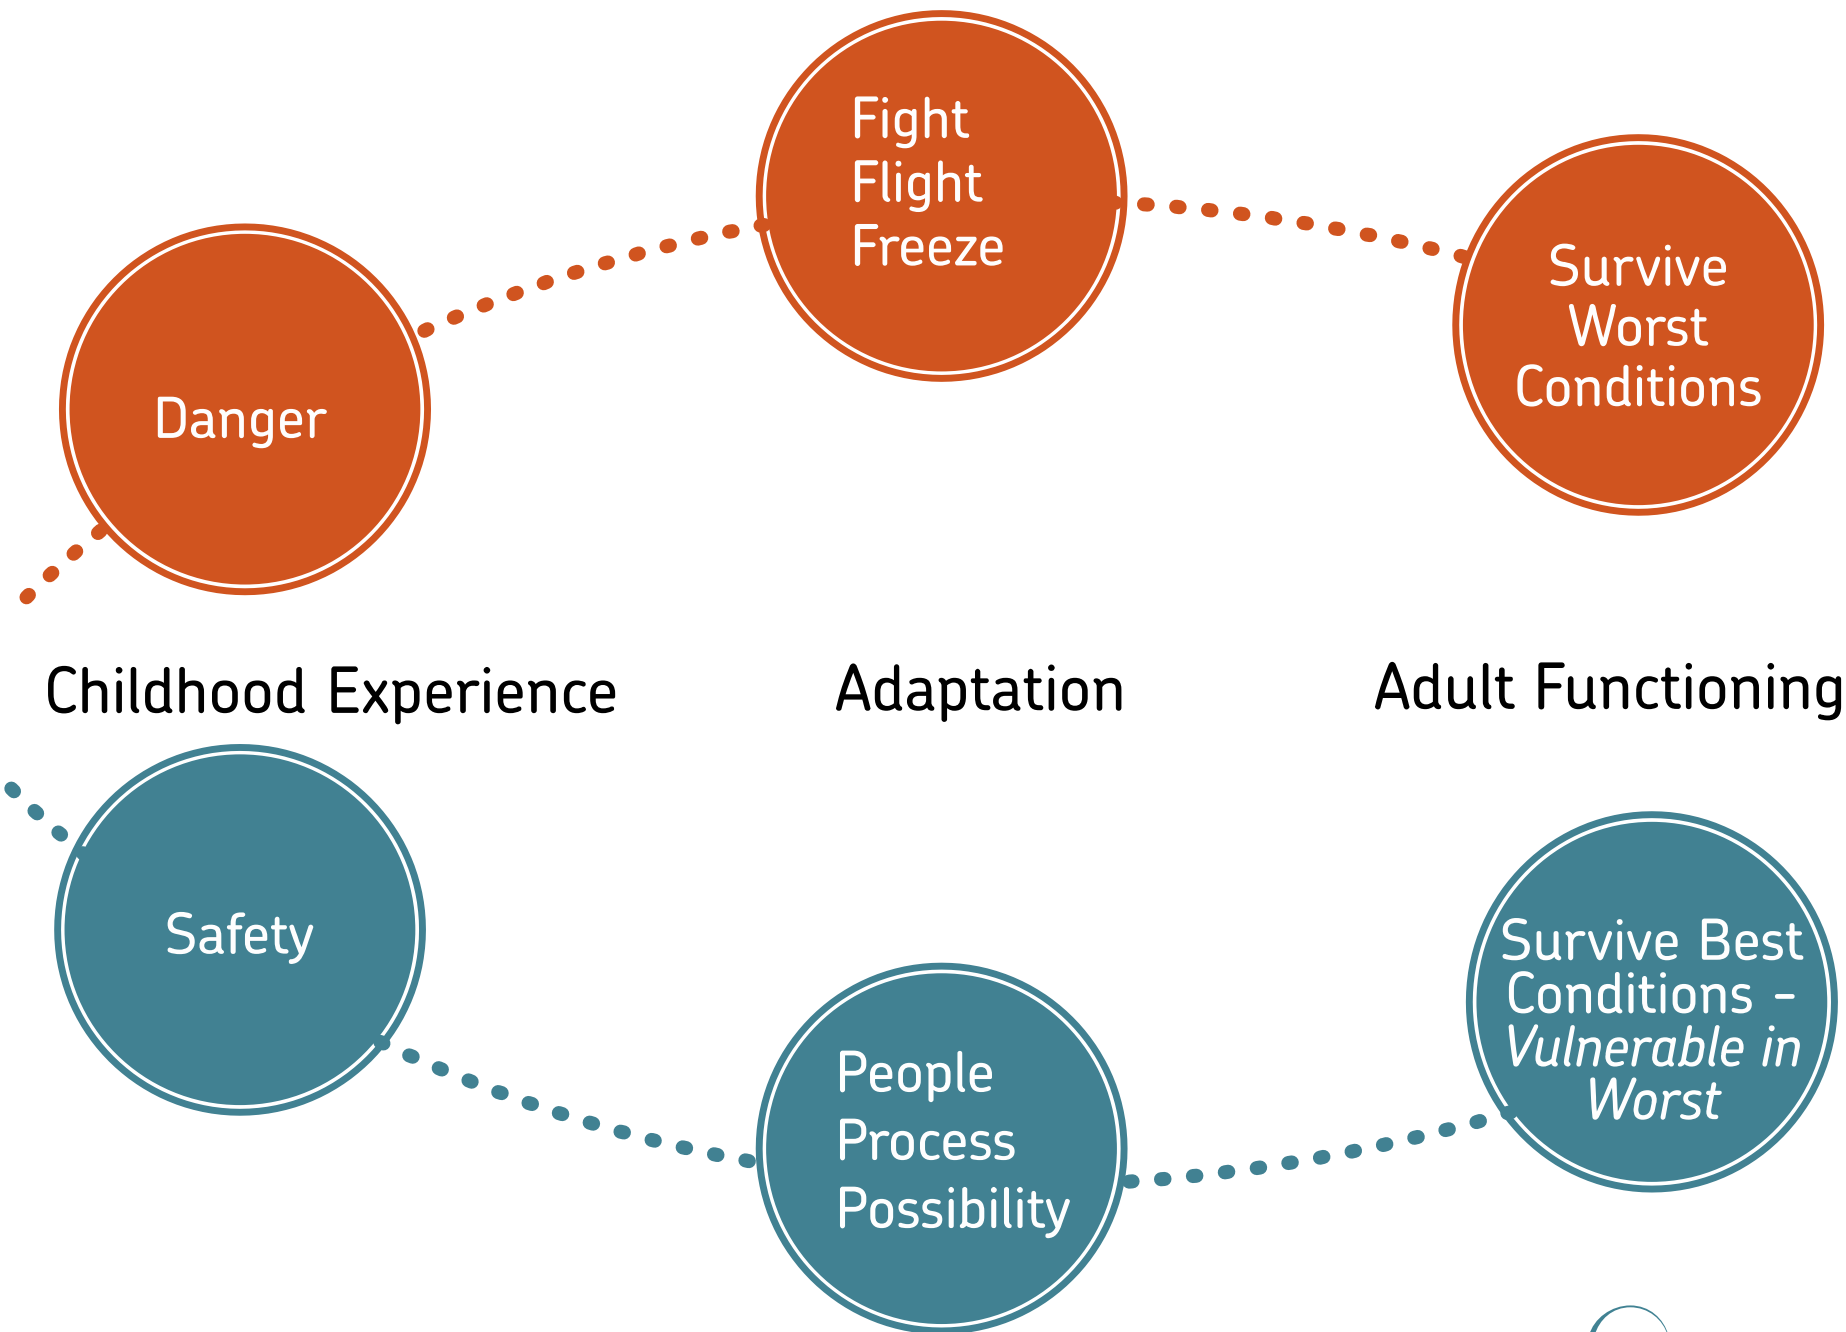 Fight
Flight
Freeze
Survive
Worst
Conditions
Danger
Childhood Experience
Adaptation
Adult Functioning
Safety
Survive Best
Conditions -
Vulnerable in
Worst
People
Process
Possibility